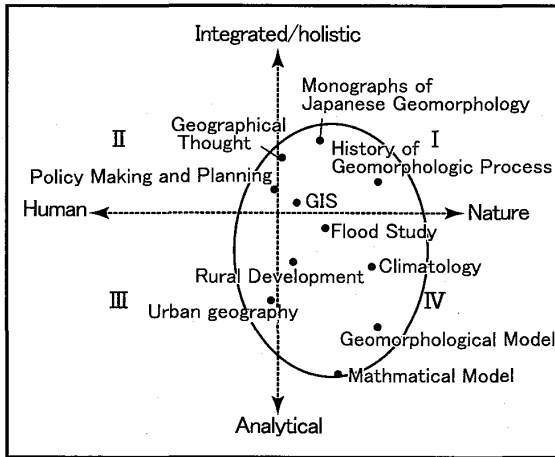 Integrated/holistic
Monographs of
Japanese Geomorphology
II
Geographical
Thought
I
History of
Geomorphologic Process
Policy Making and Planning
GIS
Human
Nature
Flood Study
Rural Development
Climatology
III
Urban geography
IV
Geomorphological Model
Mathmatical Model
Analytical